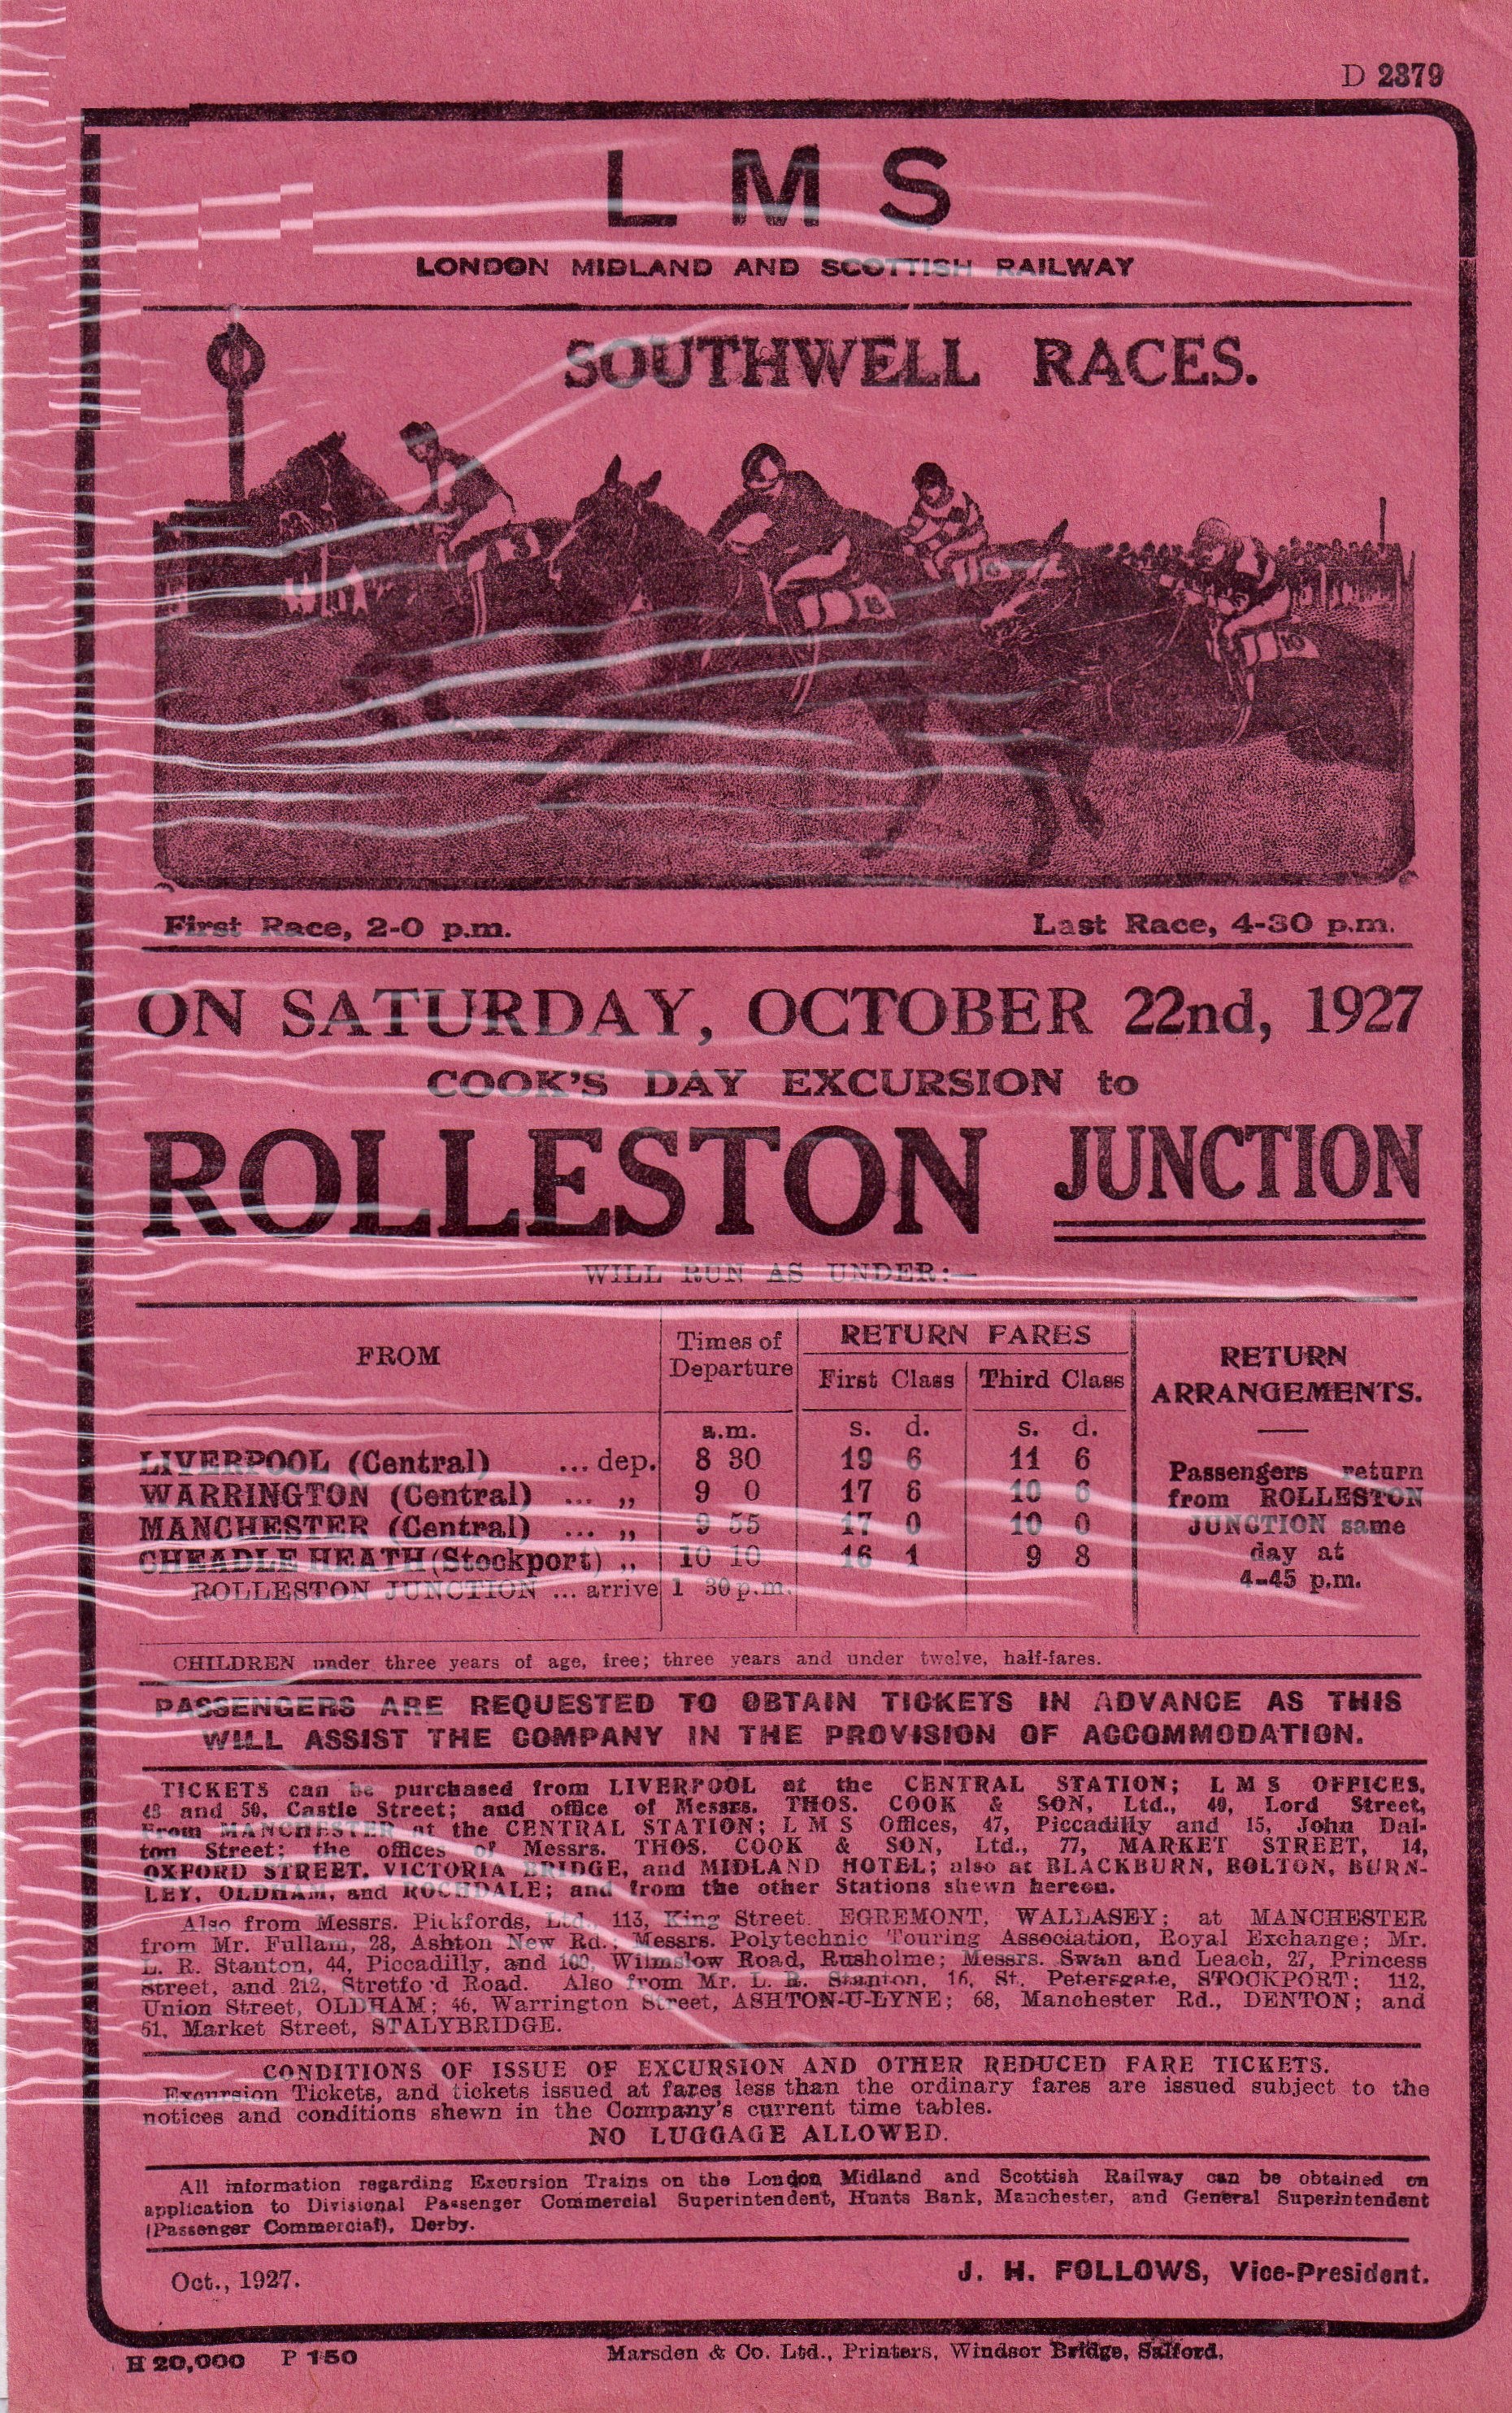 D 2379
L M S
LONDON MIDLAND AND SCOTTISH RAILWAY
SOUTHWELL RACES.
3
8
6
10
First Race, 2-0 p.m. Last Race, 4-30 p.m.
ON SATURDAY, OCTOBER 22nd, 1927
COOK'S DAY EXCURSION to
ROLLESTON JUNCTION
WILL RUN AS UNDER:—
FROM Times of Departure RETURN FARES RETURN ARRANGEMENTS.
First Class Third Class
a.m. s. d. s. d.
LIVERPOOL (Central) ... dep. 8 30 19 6 11 6
WARRINGTON (Central) ... „ 9 0 17 6 10 6
MANCHESTER (Central) ... „ 9 55 17 0 10 0
CHEADLE HEATH (Stockport) „ 10 10 16 1 9 8
ROLLESTON JUNCTION ... arrive 1 30 p.m.
Passengers return
from ROLLESTON
JUNCTION same
day at
4-45 p.m.
CHILDREN under three years of age, free; three years and under twelve, half-fares.
PASSENGERS ARE REQUESTED TO OBTAIN TICKETS IN ADVANCE AS THIS
WILL ASSIST THE COMPANY IN THE PROVISION OF ACCOMMODATION.
TICKETS can be purchased from LIVERPOOL at the CENTRAL STATION; L M S OFFICES,
and 50, Castle Street; and office of Messrs. THOS. COOK & SON, Ltd., 49, Lord Street,
From MANCHESTER at the CENTRAL STATION; L M S Offices, 47, Piccadilly and 15, John Dal-
ton Street; the offices of Messrs. THOS. COOK & SON, Ltd., 77, MARKET STREET, 14,
OXFORD STREET, VICTORIA BRIDGE, and MIDLAND HOTEL; also at BLACKBURN, BOLTON, BURN-
LEY, OLDHAM, and ROCHDALE; and from the other Stations shewn hereon.
Also from Messrs. Pickfords, Ltd., 113, King Street. EGREMONT, WALLASEY; at MANCHESTER
from Mr. Fullam, 28, Ashton New Rd.; Messrs. Polytechnic Touring Association, Royal Exchange; Mr.
L. R. Stanton, 44, Piccadilly, and 100, Wilmslow Road, Rusholme; Messrs. Swan and Leach, 27, Princess
Street, and 212, Stretford Road. Also from Mr. L. R. Stanton, 16, St. Petersgate, STOCKPORT; 112,
Union Street, OLDHAM; 46, Warrington Street, ASHTON-U-LYNE; 68, Manchester Rd., DENTON; and
51, Market Street, STALYBRIDGE.
CONDITIONS OF ISSUE OF EXCURSION AND OTHER REDUCED FARE TICKETS.
Excursion Tickets, and tickets issued at fares less than the ordinary fares are issued subject to the
notices and conditions shewn in the Company's current time tables.
NO LUGGAGE ALLOWED.
All information regarding Excursion Trains on the London Midland and Scottish Railway can be obtained on
application to Divisional Passenger Commercial Superintendent, Hunts Bank, Manchester, and General Superintendent
(Passenger Commercial), Derby.
Oct., 1927. J. H. FOLLOWS, Vice-President.
H 20,000 P 150 Marsden & Co. Ltd., Printers, Windsor Bridge, Salford.